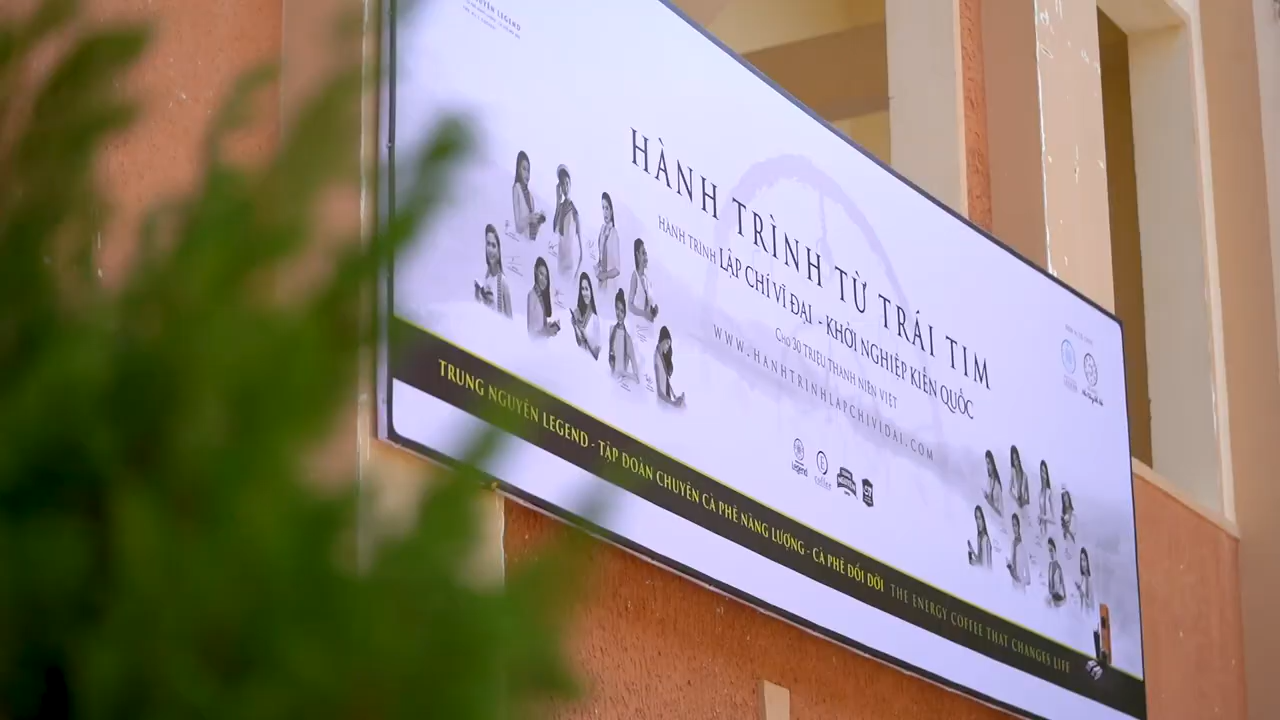 HÀNH TRÌNH TỪ TRÁI TIM
HÀNH TRÌNH LẬP CHÍ VĨ ĐẠI - KHỞI NGHIỆP KIẾN QUỐC
CHO 30 TRIỆU THANH NIÊN VIỆT
WWW.HANHTRINHLAPCHIVIDAI.COM
Legend
coffee
TRUNG NGUYÊN LEGEND - TẬP ĐOÀN CHUYÊN CÀ PHÊ NĂNG LƯỢNG - CÀ PHÊ ĐỔI ĐỜI THE ENERGY COFFEE THAT CHANGES LIFE